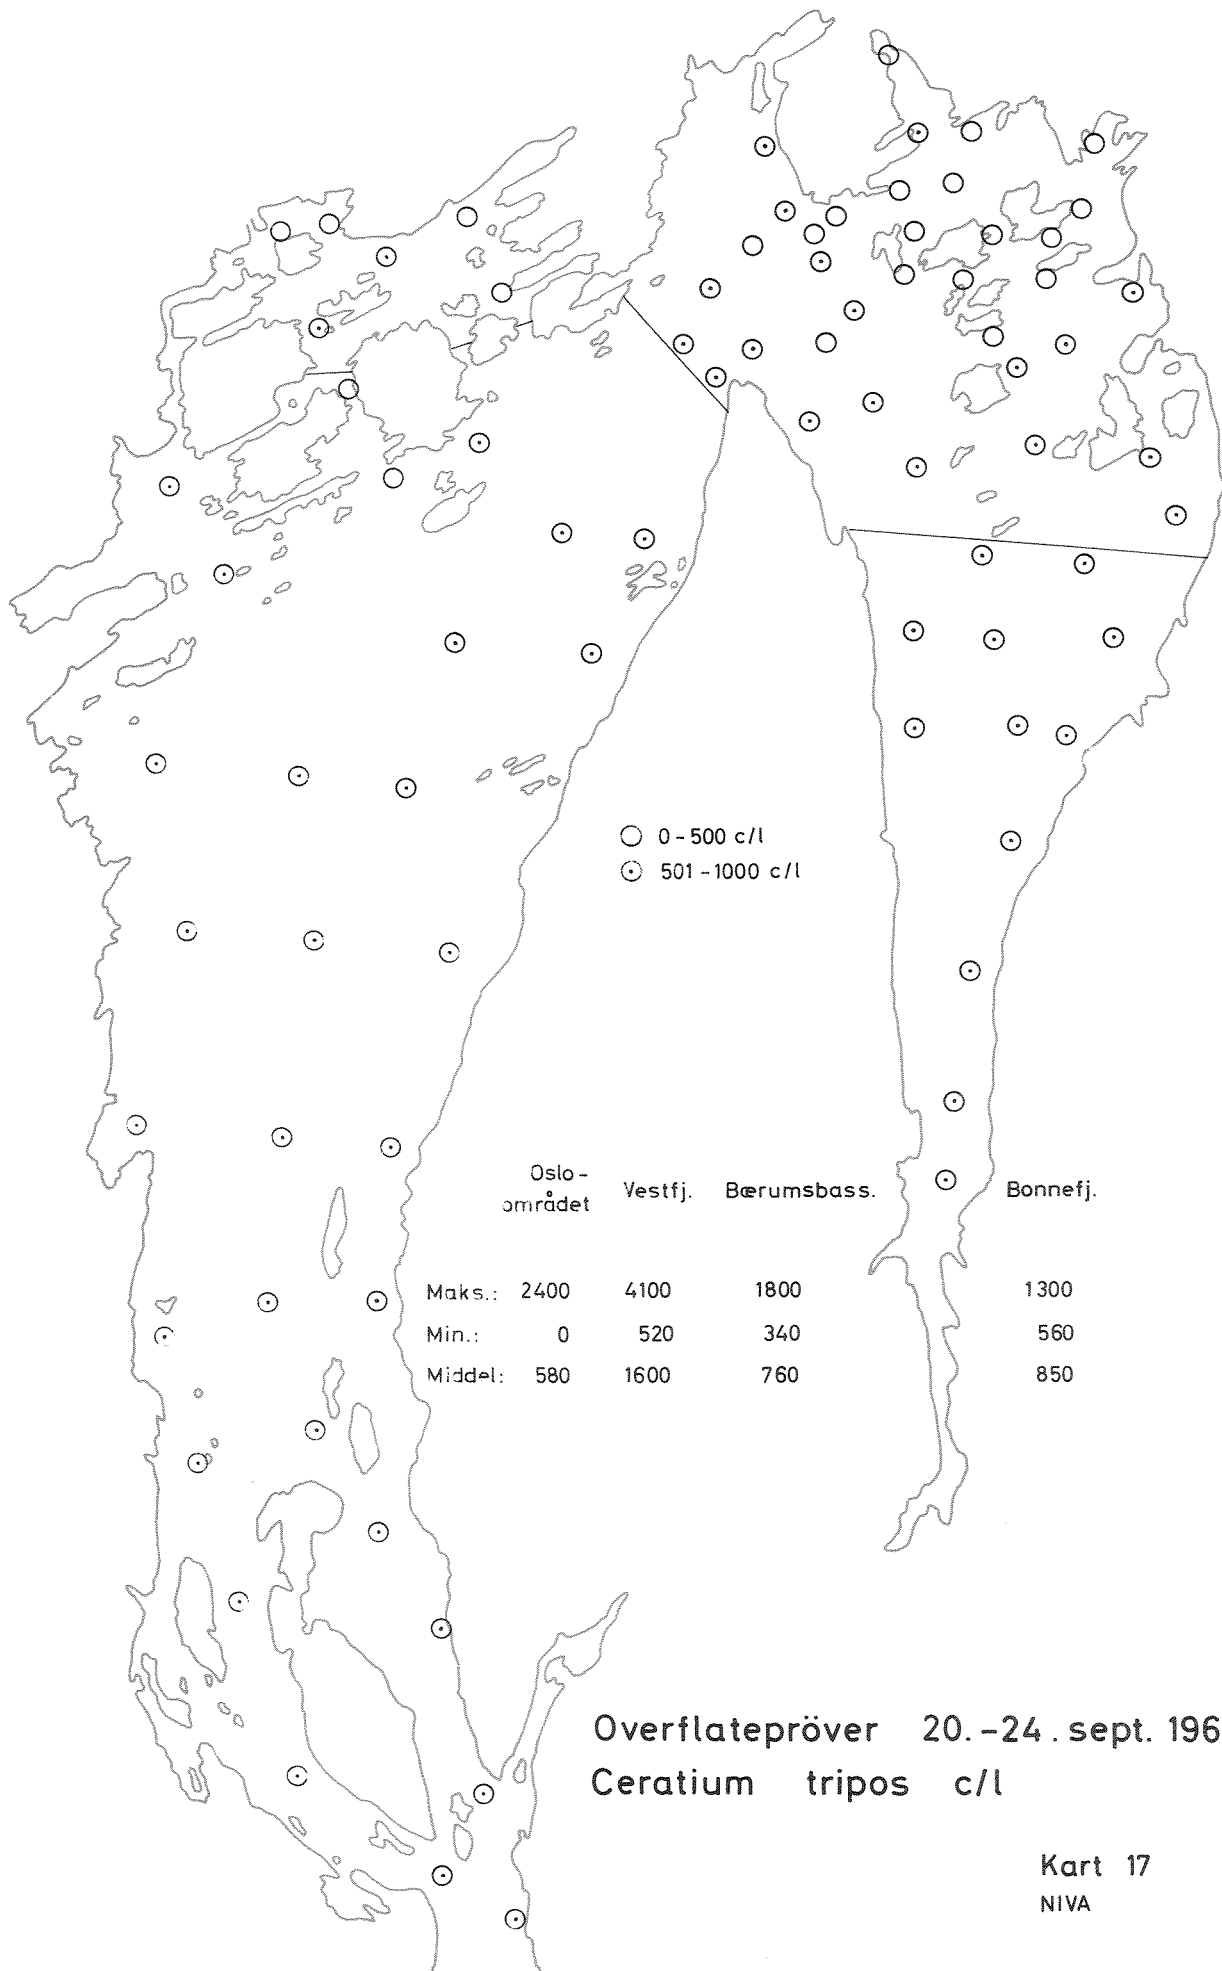 0-500 c/l
501-1000 c/l
Oslo-området Vestfj. Bærumsbass. Bonnefj.
Maks.: 2400 4100 1800 1300
Min.: 0 520 340 560
Middel: 580 1600 760 850
Overflatepröver 20.-24. sept. 196
Ceratium tripos c/l
Kart 17
NIVA